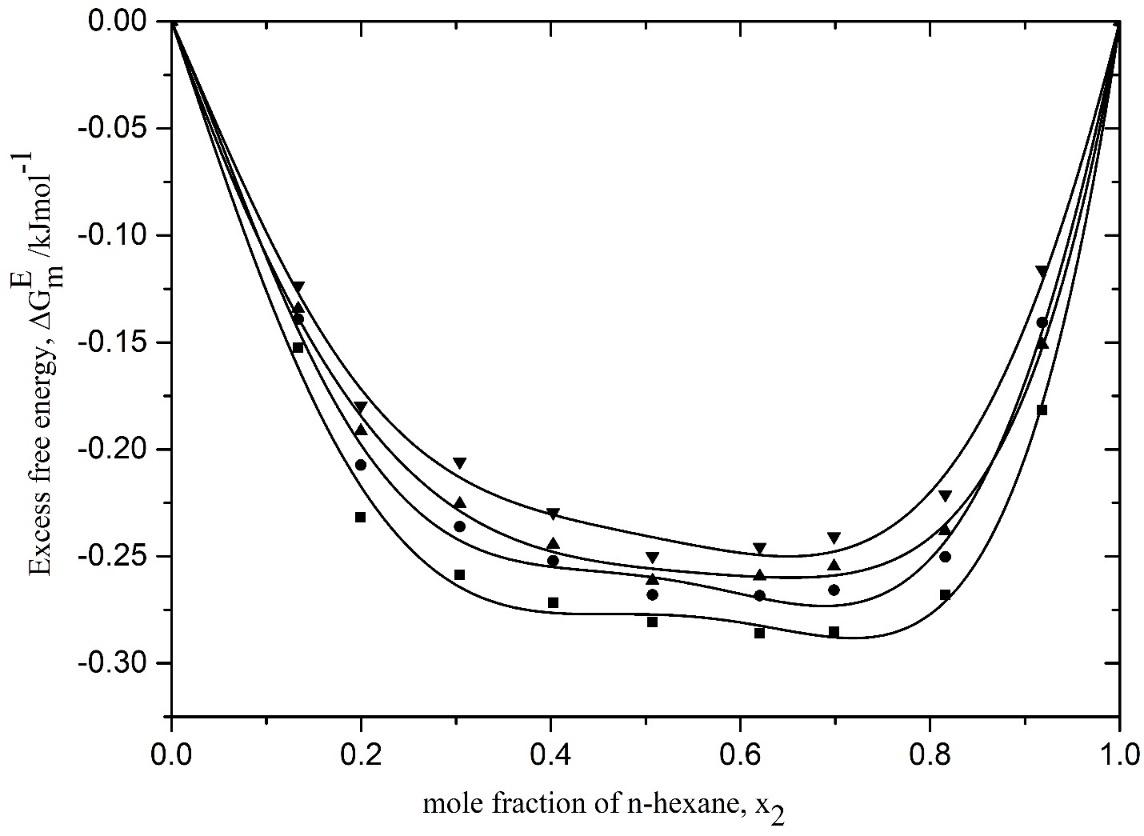 0.00
-0.05
-0.10
-0.15
-0.20
-0.25
-0.30
Excess free energy, ΔG^E_m /kJmol^-1
0.0 0.2 0.4 0.6 0.8 1.0
mole fraction of n-hexane, x_2